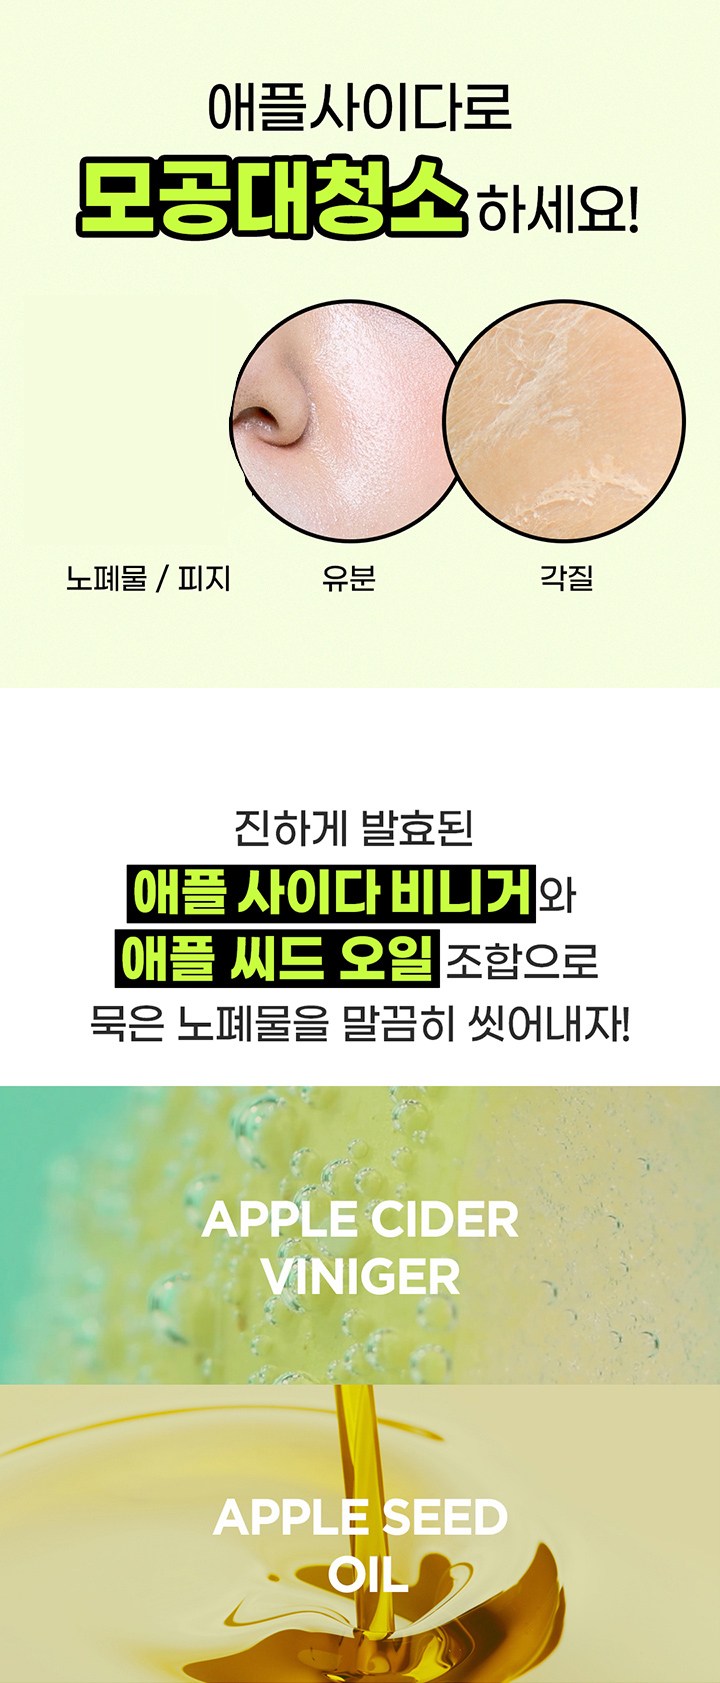 애플사이다로
모공대청소 하세요!
노폐물 / 피지 유분 각질
진하게 발효된
애플 사이다 비니거와
애플 씨드 오일 조합으로
묵은 노폐물을 말끔히 씻어내자!
APPLE CIDER
VINIGER
APPLE SEED
OIL